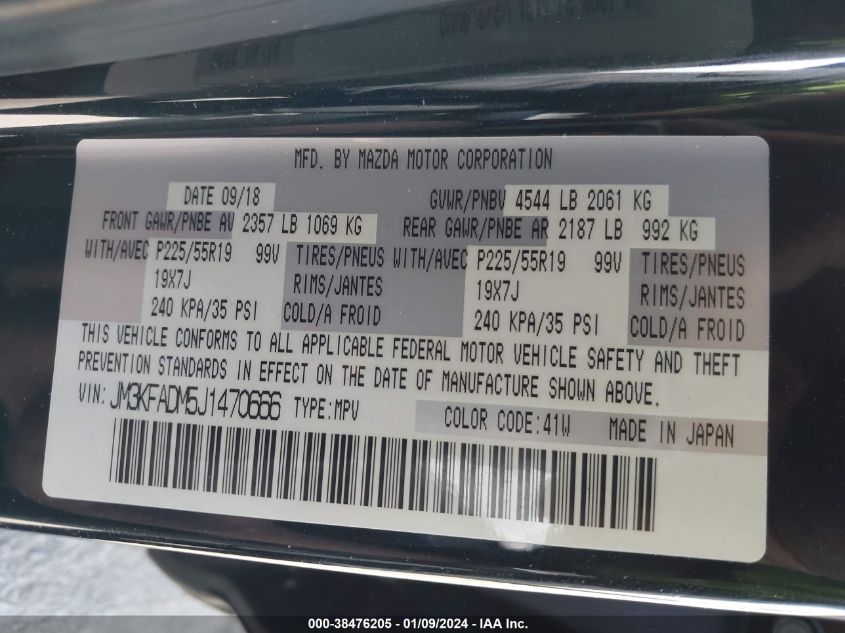 MFD. BY MAZDA MOTOR CORPORATION
DATE 09/18 GVWR/PNBV 4544 LB 2061 KG
FRONT GAWR/PNBE AV 2357 LB 1069 KG REAR GAWR/PNBE AR 2187 LB 992 KG
WITH/AVEC P225/55R19 99V TIRES/PNEUS WITH/AVEC P225/55R19 99V TIRES/PNEUS
19X7J RIMS/JANTES 19X7J RIMS/JANTES
240 KPA/35 PSI COLD/A FROID 240 KPA/35 PSI COLD/A FROID
THIS VEHICLE CONFORMS TO ALL APPLICABLE FEDERAL MOTOR VEHICLE SAFETY AND THEFT
PREVENTION STANDARDS IN EFFECT ON THE DATE OF MANUFACTURE SHOWN ABOVE.
VIN: JM3KFADM5J1470666 TYPE:MPV COLOR CODE:41W MADE IN JAPAN
000-38476205 - 01/09/2024 - IAA Inc.